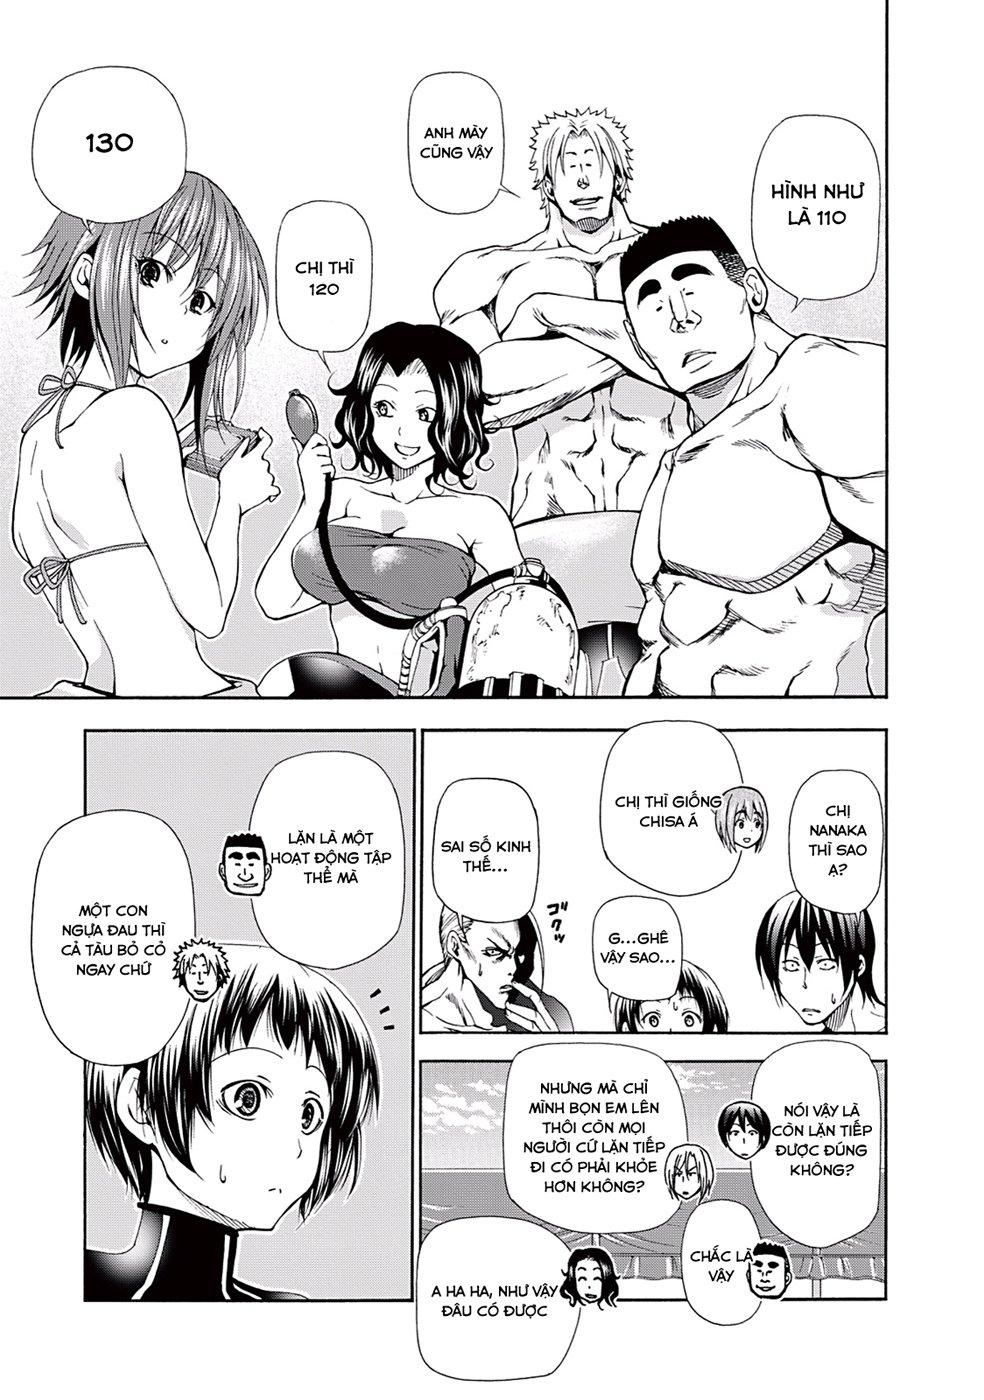 HÌNH NHƯ
LÀ 110
ANH MÀY
CŨNG VẬY
CHỊ THÌ
120
130
CHỊ
NANAKA
THÌ SAO
Ạ?
CHỊ THÌ GIỐNG
CHISA Á
G...GHÊ
VẬY SAO...
SAI SỐ KINH
THẾ...
ゴクッ
LẶN LÀ MỘT
HOẠT ĐỘNG TẬP
THỂ MÀ
MỘT CON
NGỰA ĐAU THÌ
CẢ TÀU BỎ CỎ
NGAY CHỨ
NÓI VẬY LÀ
CÒN LẶN TIẾP
ĐƯỢC ĐÚNG
KHÔNG?
NHƯNG MÀ CHỈ
MÌNH BỌN EM LÊN
THÔI CÒN MỌI
NGƯỜI CỨ LẶN TIẾP
ĐI CÓ PHẢI KHỎE
HƠN KHÔNG?
CHẮC LÀ
VẬY
A HA HA, NHƯ VẬY
ĐÂU CÓ ĐƯỢC